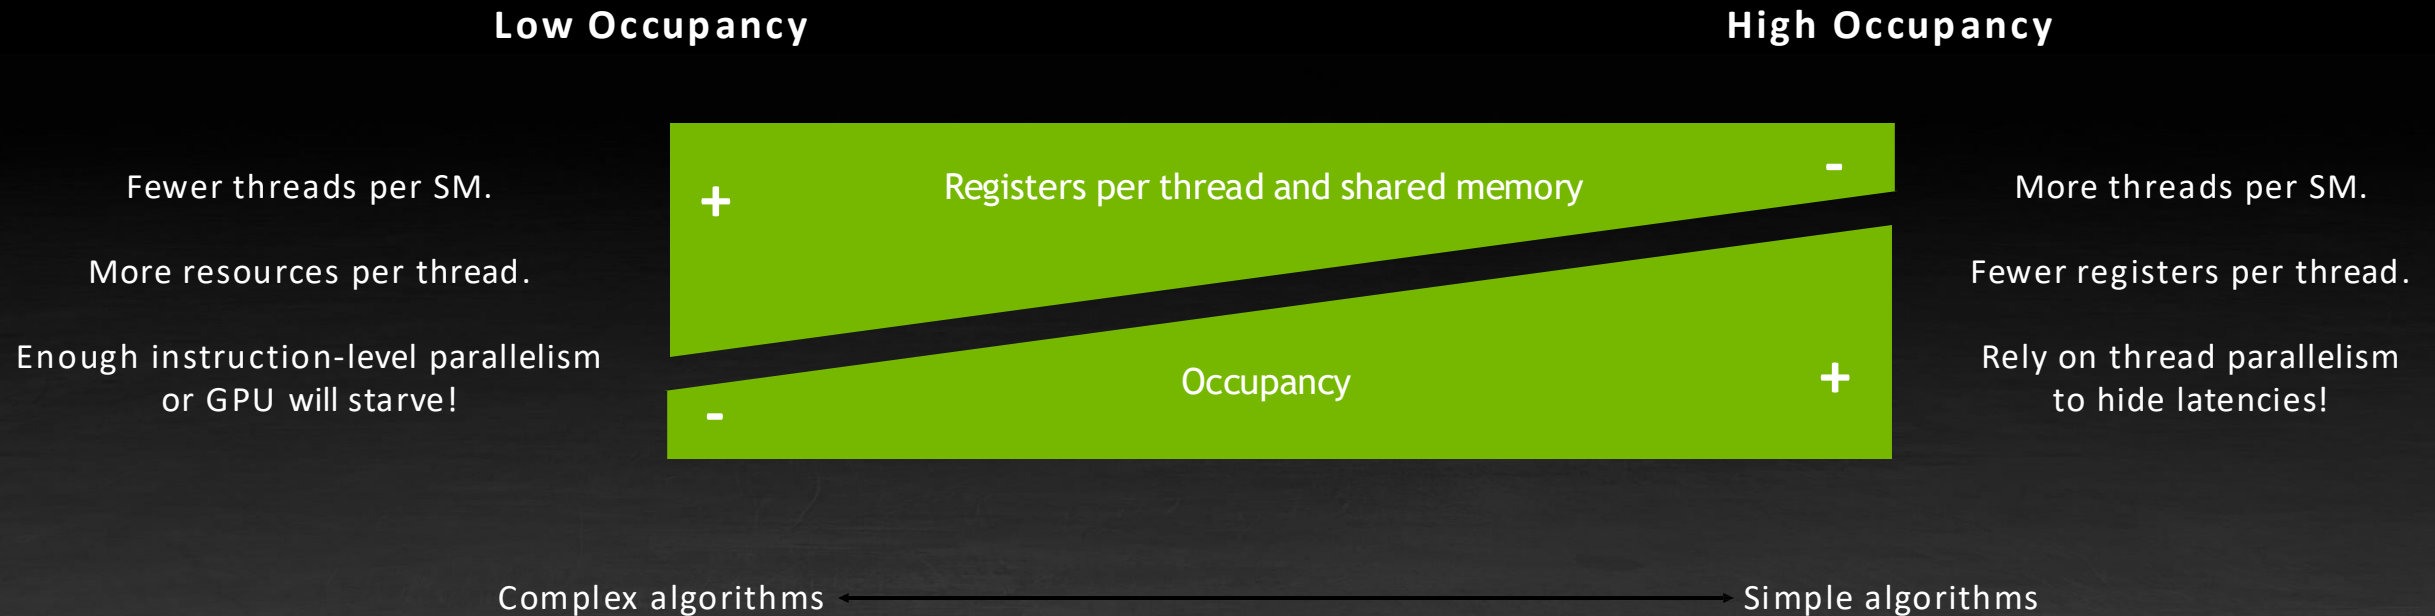 Low Occupancy
High Occupancy
Fewer threads per SM.
More resources per thread.
Enough instruction-level parallelism
or GPU will starve!
+
Registers per thread and shared memory
-
-
Occupancy
+
More threads per SM.
Fewer registers per thread.
Rely on thread parallelism
to hide latencies!
Complex algorithms
Simple algorithms